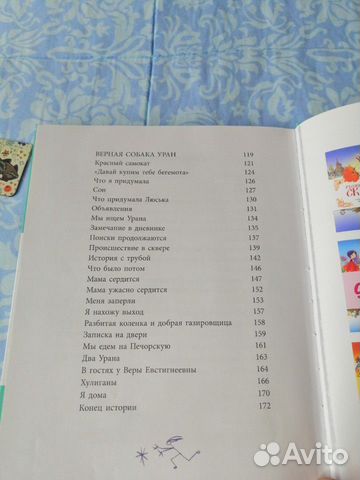 ВЕРНАЯ СОБАКА УРАН 119
Красный самокат 121
«Давай купим тебе бегемота» 124
Что я придумала 126
Сон 127
Что придумала Люська 130
Объявления 131
Мы ищем Урана 134
Замечание в дневнике 135
Поиски продолжаются 137
Происшествие в сквере 139
История с трубой 142
Что было потом 146
Мама сердится 147
Мама ужасно сердится 152
Меня заперли 153
Я нахожу выход 157
Разбитая коленка и добрая газировщица 158
Записка на двери 159
Мы едем на Печорскую 161
Два Урана 163
В гостях у Веры Евстигнеевны 164
Хулиганы 166
Я дома 170
Конец истории 172
Avito